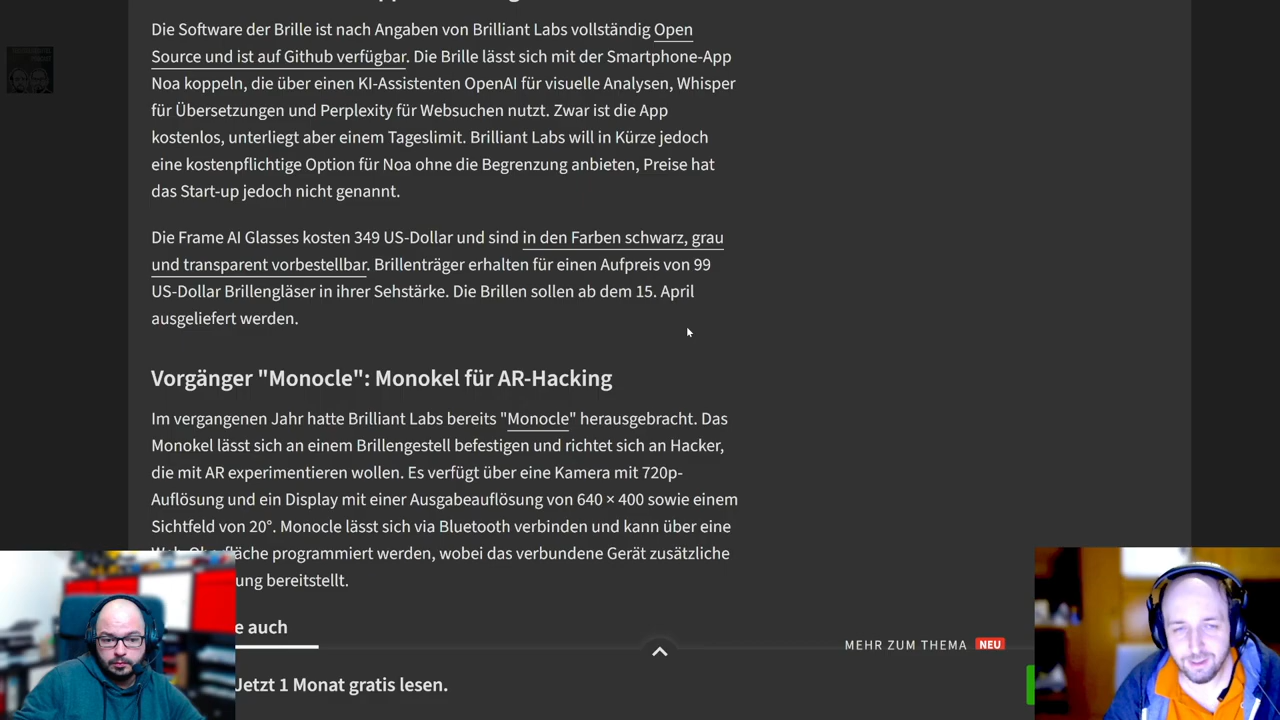 Die Software der Brille ist nach Angaben von Brilliant Labs vollständig Open
Source und ist auf Github verfügbar. Die Brille lässt sich mit der Smartphone-App
Noa koppeln, die über einen KI-Assistenten OpenAI für visuelle Analysen, Whisper
für Übersetzungen und Perplexity für Websuchen nutzt. Zwar ist die App
kostenlos, unterliegt aber einem Tageslimit. Brilliant Labs will in Kürze jedoch
eine kostenpflichtige Option für Noa ohne die Begrenzung anbieten, Preise hat
das Start-up jedoch nicht genannt.
Die Frame AI Glasses kosten 349 US-Dollar und sind in den Farben schwarz, grau
und transparent vorbestellbar. Brillenträger erhalten für einen Aufpreis von 99
US-Dollar Brillengläser in ihrer Sehstärke. Die Brillen sollen ab dem 15. April
ausgeliefert werden.
Vorgänger "Monocle": Monokel für AR-Hacking
Im vergangenen Jahr hatte Brilliant Labs bereits "Monocle" herausgebracht. Das
Monokel lässt sich an einem Brillengestell befestigen und richtet sich an Hacker,
die mit AR experimentieren wollen. Es verfügt über eine Kamera mit 720p-
Auflösung und ein Display mit einer Ausgabeauflösung von 640 × 400 sowie einem
Sichtfeld von 20°. Monocle lässt sich via Bluetooth verbinden und kann über eine
fläche programmiert werden, wobei das verbundene Gerät zusätzliche
ung bereitstellt.
e auch
MEHR ZUM THEMA NEU
Jetzt 1 Monat gratis lesen.